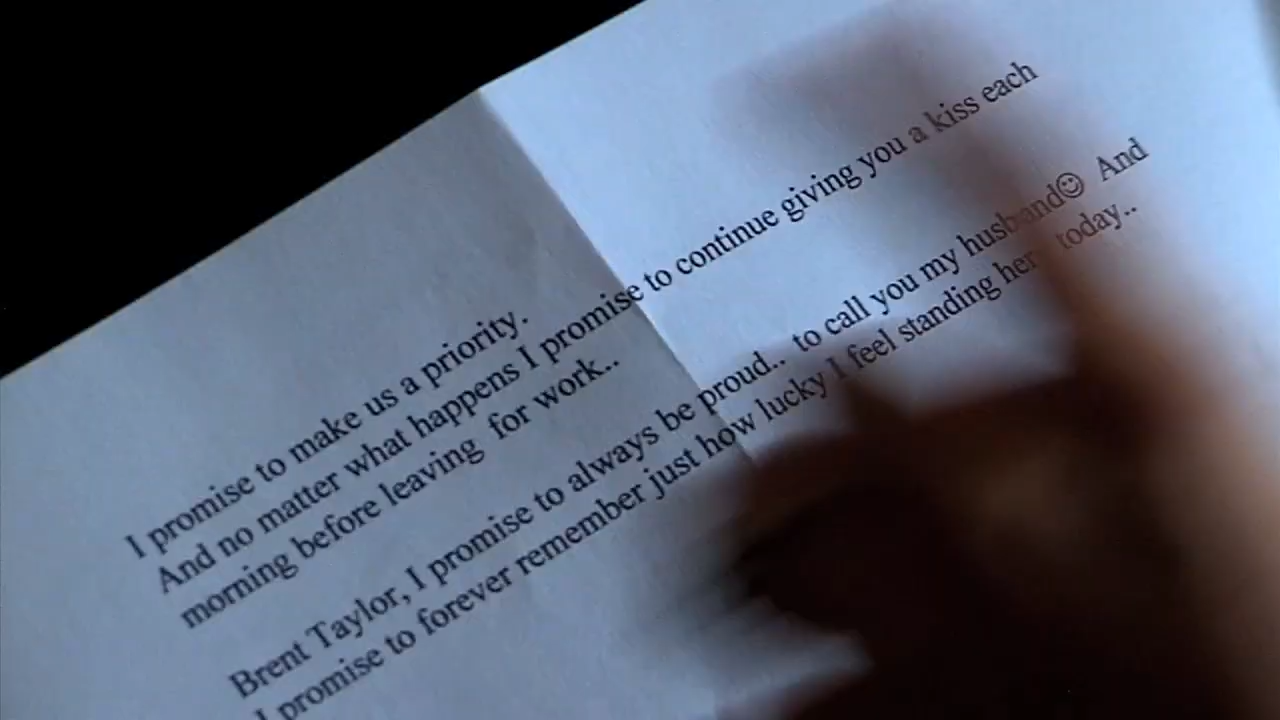 I promise to make us a priority.
And no matter what happens I promise to continue giving you a kiss each
morning before leaving for work..
Brent Taylor, I promise to always be proud.. to call you my husband☺ And
I promise to forever remember just how lucky I feel standing here today..